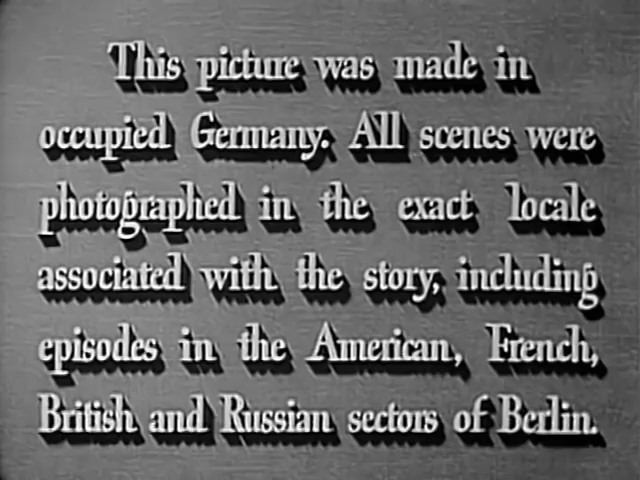 This picture was made in
occupied Germany. All scenes were
photographed in the exact locale
associated with the story, including
episodes in the American, French,
British and Russian sectors of Berlin.